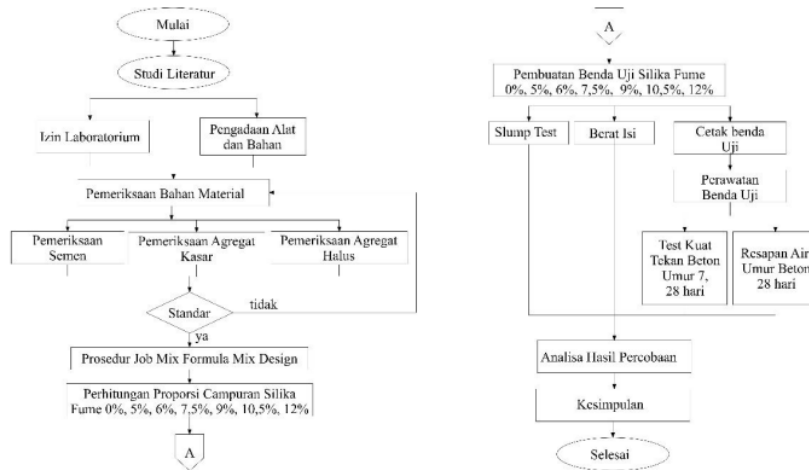 Mulai
Studi Literatur
Izin Laboratorium
Pengadaan Alat
dan Bahan
Pemeriksaan Bahan Material
Pemeriksaan
Semen
Pemeriksaan Agregat
Kasar
Pemeriksaan Agregat
Halus
Standar
tidak
ya
Prosedur Job Mix Formula Mix Design
Perhitungan Proporsi Campuran Silika
Fume 0%, 5%, 6%, 7,5%, 9%, 10,5%, 12%
A
A
Pembuatan Benda Uji Silika Fume
0%, 5%, 6%, 7,5%, 9%, 10,5%, 12%
Slump Test
Berat Isi
Cetak benda
Uji
Perawatan
Benda Uji
Test Kuat
Tekan Beton
Umur 7,
28 hari
Resapan Air
Umur Beton
28 hari
Analisa Hasil Percobaan
Kesimpulan
Selesai